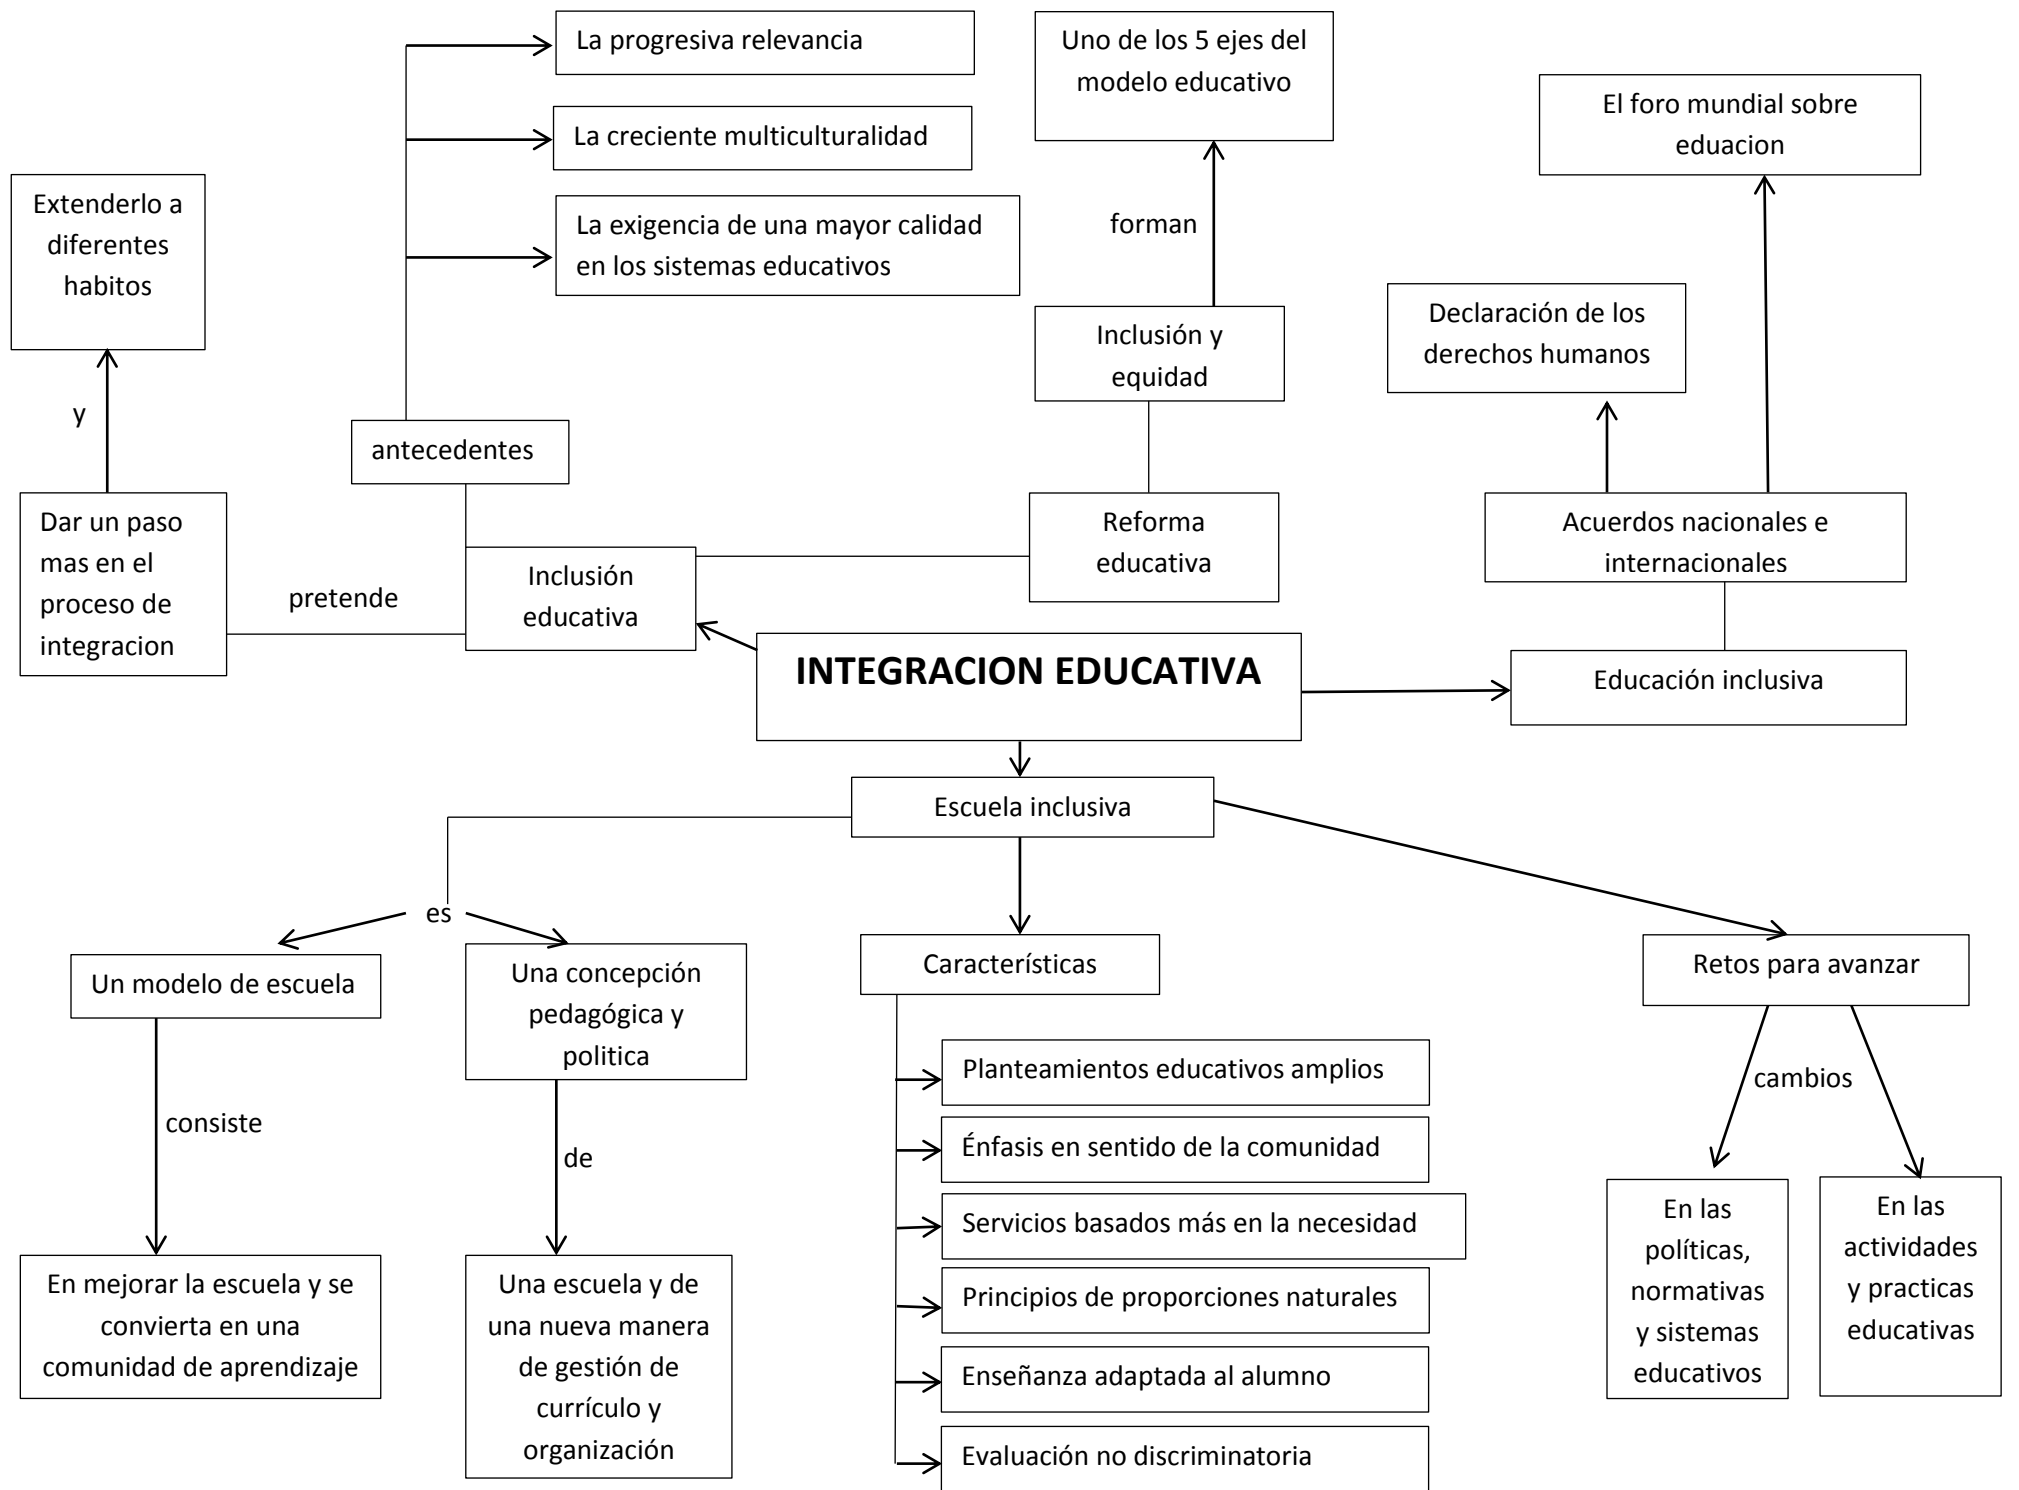 La progresiva relevancia
La creciente multiculturalidad
La exigencia de una mayor calidad
en los sistemas educativos
Uno de los 5 ejes del
modelo educativo
El foro mundial sobre
eduacion
Extenderlo a
diferentes
habitos
forman
Declaración de los
derechos humanos
Inclusión y
equidad
y
antecedentes
Dar un paso
mas en el
proceso de
integracion
pretende
Inclusión
educativa
Reforma
educativa
Acuerdos nacionales e
internacionales
INTEGRACION EDUCATIVA
Educación inclusiva
Escuela inclusiva
es
Un modelo de escuela
Una concepción
pedagógica y
politica
Características
Retos para avanzar
consiste
de
cambios
En mejorar la escuela y se
convierta en una
comunidad de aprendizaje
Una escuela y de
una nueva manera
de gestión de
currículo y
organización
Planteamientos educativos amplios
Énfasis en sentido de la comunidad
Servicios basados más en la necesidad
Principios de proporciones naturales
Enseñanza adaptada al alumno
Evaluación no discriminatoria
En las
políticas,
normativas
y sistemas
educativos
En las
actividades
y practicas
educativas